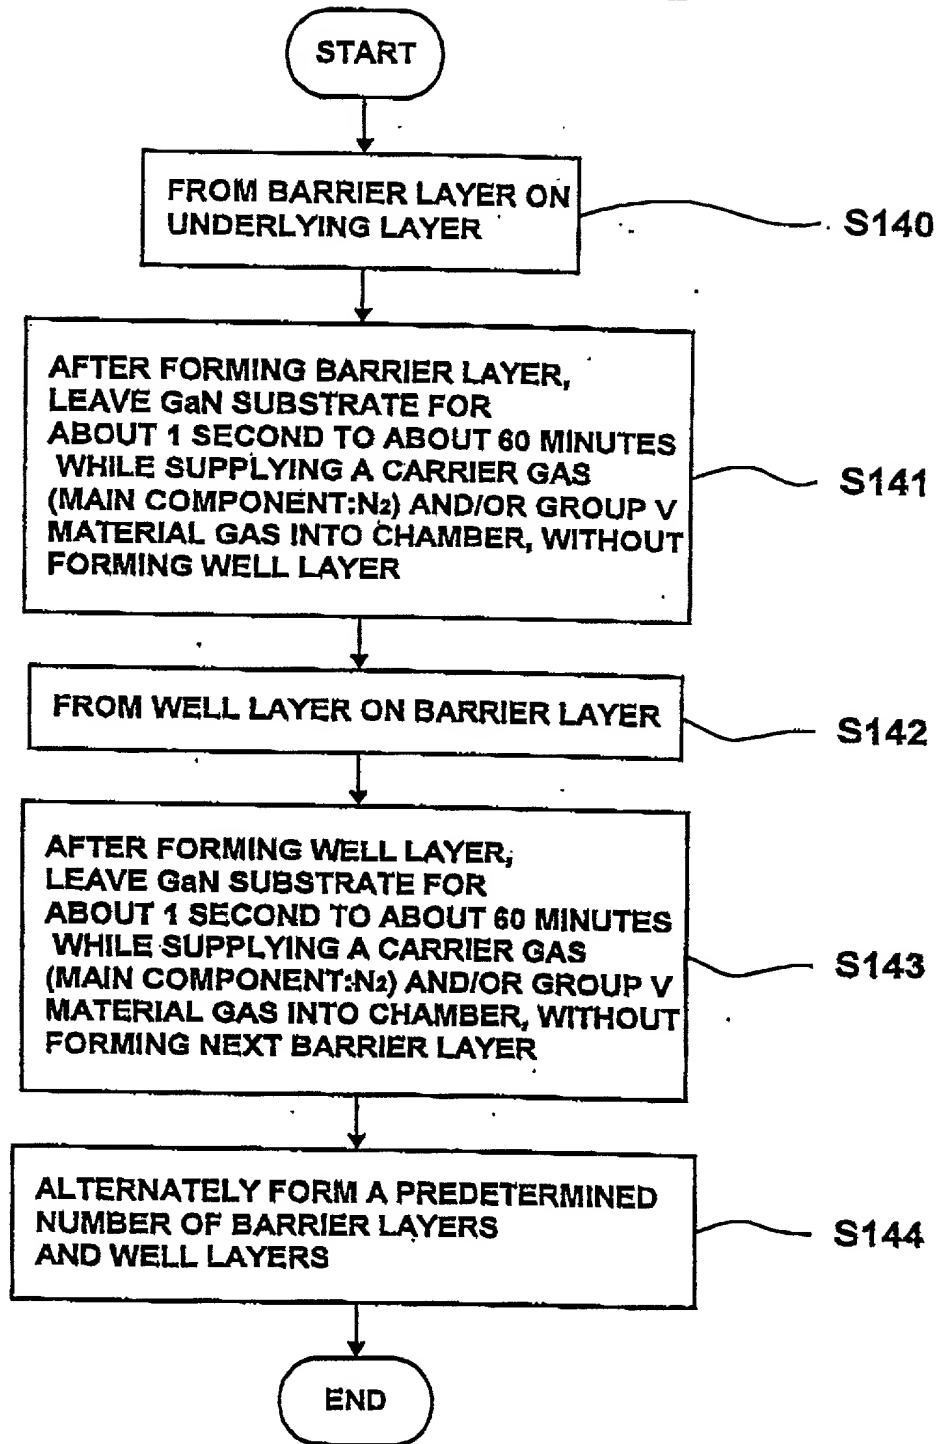 START
FROM BARRIER LAYER ON
UNDERLYING LAYER
S140
AFTER FORMING BARRIER LAYER,
LEAVE GaN SUBSTRATE FOR
ABOUT 1 SECOND TO ABOUT 60 MINUTES
WHILE SUPPLYING A CARRIER GAS
(MAIN COMPONENT:N₂) AND/OR GROUP V
MATERIAL GAS INTO CHAMBER, WITHOUT
FORMING WELL LAYER
S141
FROM WELL LAYER ON BARRIER LAYER
S142
AFTER FORMING WELL LAYER,
LEAVE GaN SUBSTRATE FOR
ABOUT 1 SECOND TO ABOUT 60 MINUTES
WHILE SUPPLYING A CARRIER GAS
(MAIN COMPONENT:N₂) AND/OR GROUP V
MATERIAL GAS INTO CHAMBER, WITHOUT
FORMING NEXT BARRIER LAYER
S143
ALTERNATELY FORM A PREDETERMINED
NUMBER OF BARRIER LAYERS
AND WELL LAYERS
S144
END